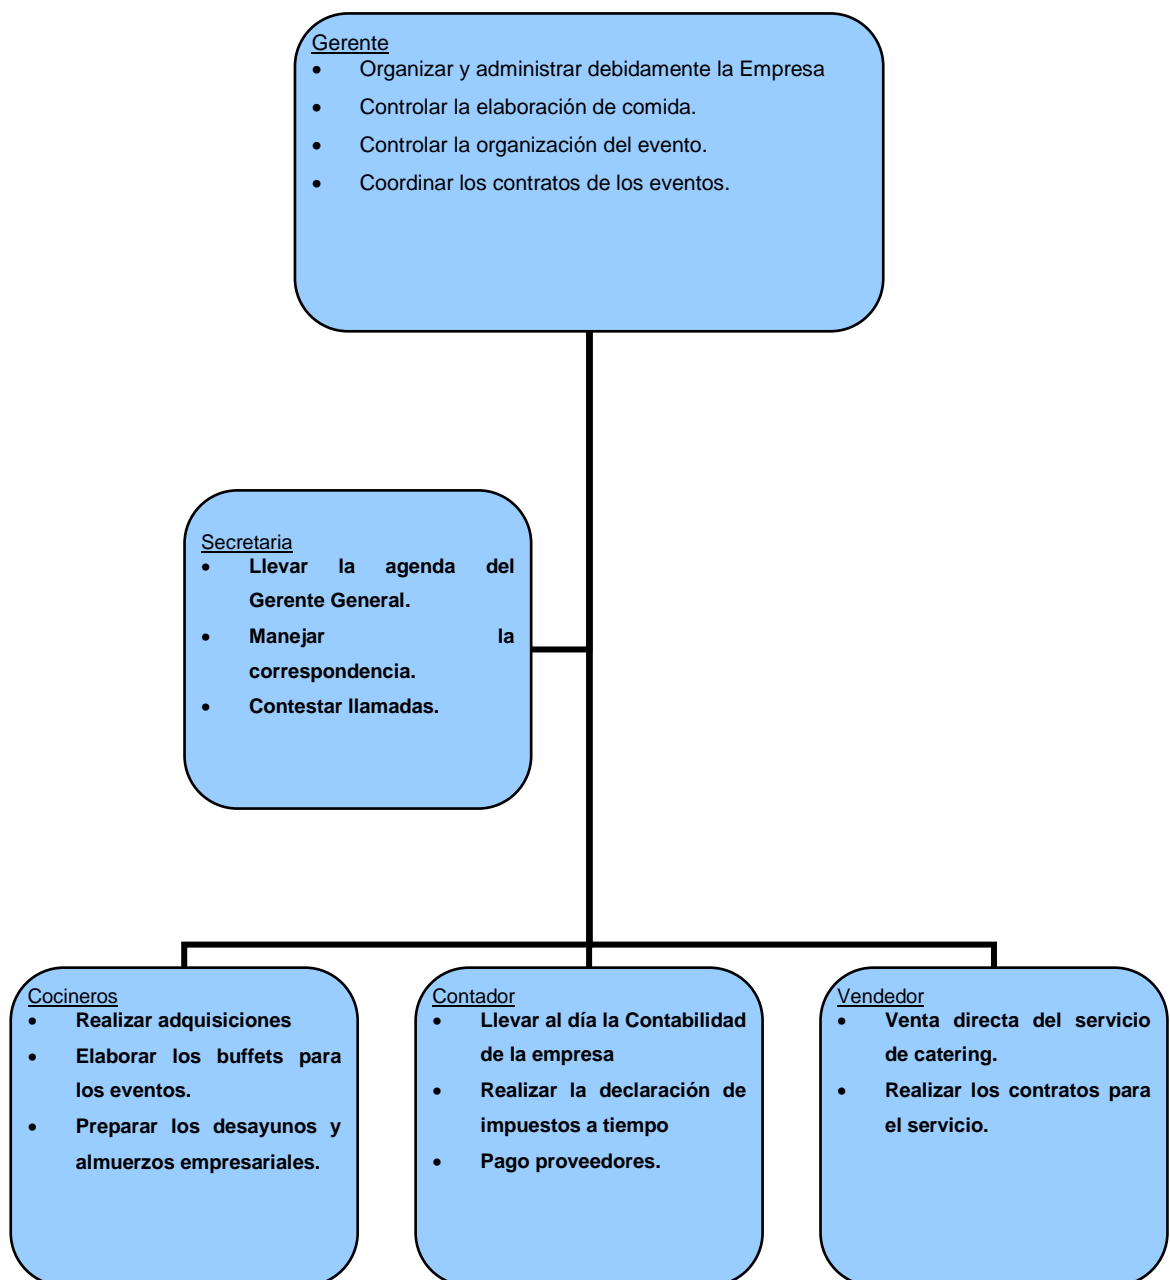 Gerente
• Organizar y administrar debidamente la Empresa
• Controlar la elaboración de comida.
• Controlar la organización del evento.
• Coordinar los contratos de los eventos.
Secretaria
• Llevar la agenda del
Gerente General.
• Manejar la
correspondencia.
• Contestar llamadas.
Cocineros
• Realizar adquisiciones
• Elaborar los buffets para
los eventos.
• Preparar los desayunos y
almuerzos empresariales.
Contador
• Llevar al día la Contabilidad
de la empresa
• Realizar la declaración de
impuestos a tiempo
• Pago proveedores.
Vendedor
• Venta directa del servicio
de catering.
• Realizar los contratos para
el servicio.